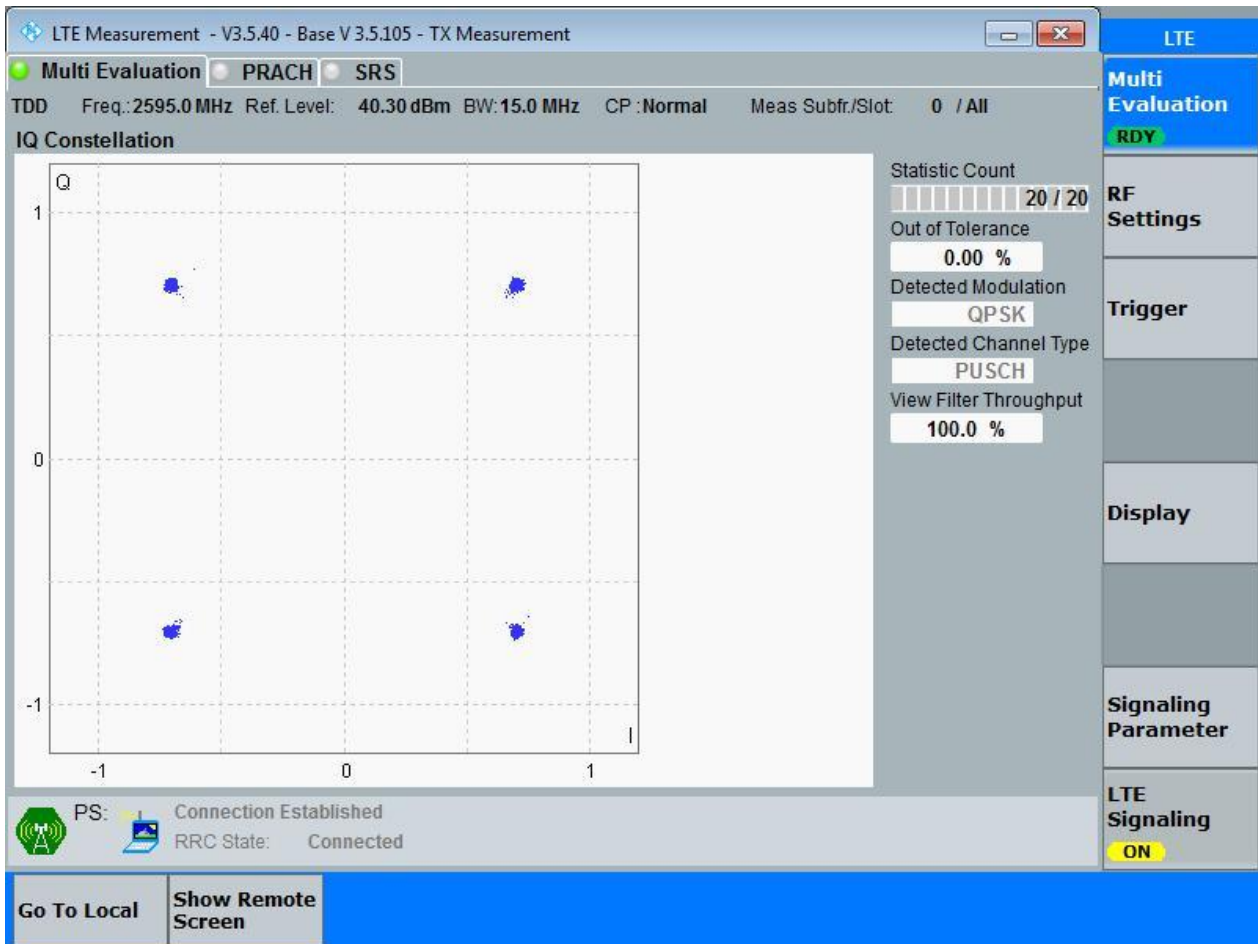 LTE Measurement - V3.5.40 - Base V 3.5.105 - TX Measurement
LTE
Multi Evaluation PRACH SRS
Multi
Evaluation
RDY
TDD Freq.:2595.0 MHz Ref. Level: 40.30 dBm BW:15.0 MHz CP :Normal Meas Subfr./Slot: 0 / All
IQ Constellation
Q
1
0
-1
I
-1 0 1
Statistic Count
20 / 20
Out of Tolerance
0.00 %
Detected Modulation
QPSK
Detected Channel Type
PUSCH
View Filter Throughput
100.0 %
RF
Settings
Trigger
Display
Signaling
Parameter
LTE
Signaling
ON
PS: Connection Established
RRC State: Connected
Go To Local
Show Remote
Screen